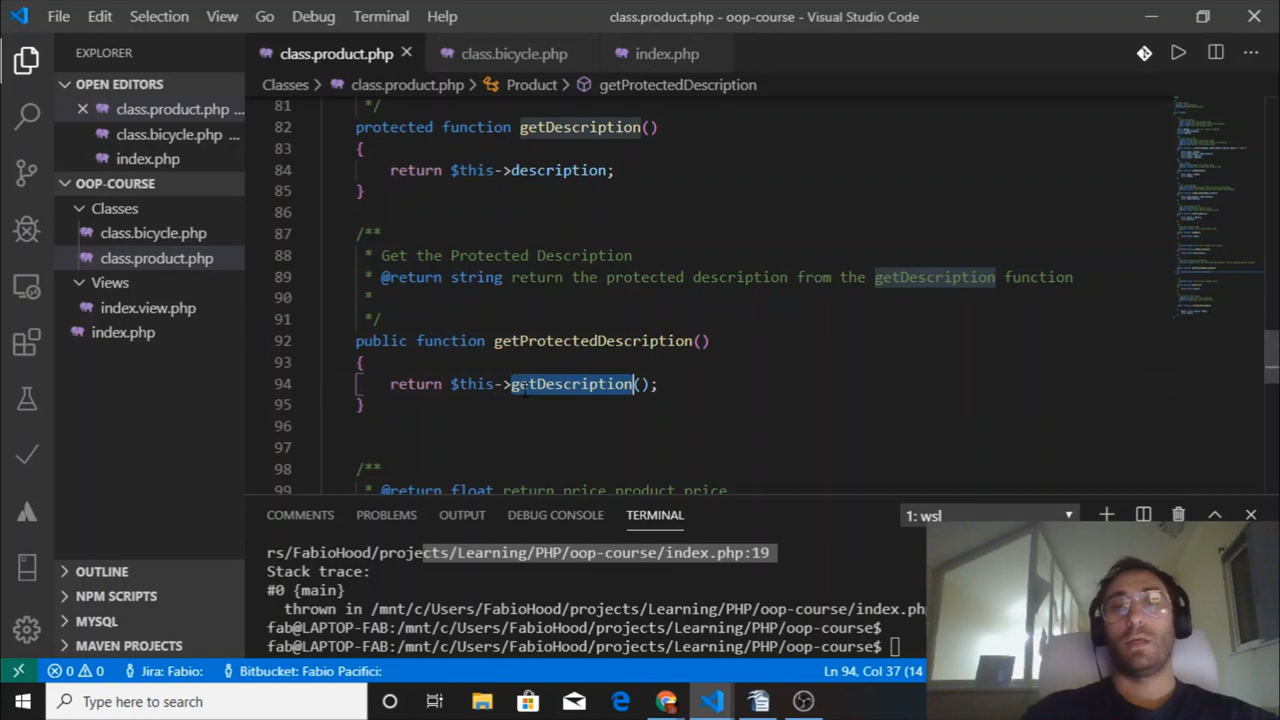 File Edit Selection View Go Debug Terminal Help class.product.php - oop-course - Visual Studio Code
EXPLORER
class.product.php
class.bicycle.php
index.php
OPEN EDITORS
class.product.php ...
class.bicycle.php ...
index.php
OOP-COURSE
Classes
class.bicycle.php
class.product.php
Views
index.view.php
index.php
OUTLINE
NPM SCRIPTS
MYSQL
MAVEN PROJECTS
Classes > class.product.php > Product > getProtectedDescription
81 */
82 protected function getDescription()
83 {
84 return $this->description;
85 }
86
87 /**
88 * Get the Protected Description
89 * @return string return the protected description from the getDescription function
90 *
91 */
92 public function getProtectedDescription()
93 {
94 return $this->getDescription();
95 }
96
97
98 /**
99 * @return float return price product price
COMMENTS PROBLEMS OUTPUT DEBUG CONSOLE TERMINAL 1: wsl
rs/FabioHood/projects/Learning/PHP/oop-course/index.php:19
Stack trace:
#0 {main}
thrown in /mnt/c/Users/FabioHood/projects/Learning/PHP/oop-course/index.ph
fab@LAPTOP-FAB:/mnt/c/Users/FabioHood/projects/Learning/PHP/oop-course$
fab@LAPTOP-FAB:/mnt/c/Users/FabioHood/projects/Learning/PHP/oop-course$
0 0 Jira: Fabio: Bitbucket: Fabio Pacifici: Ln 94, Col 37 (14
Type here to search